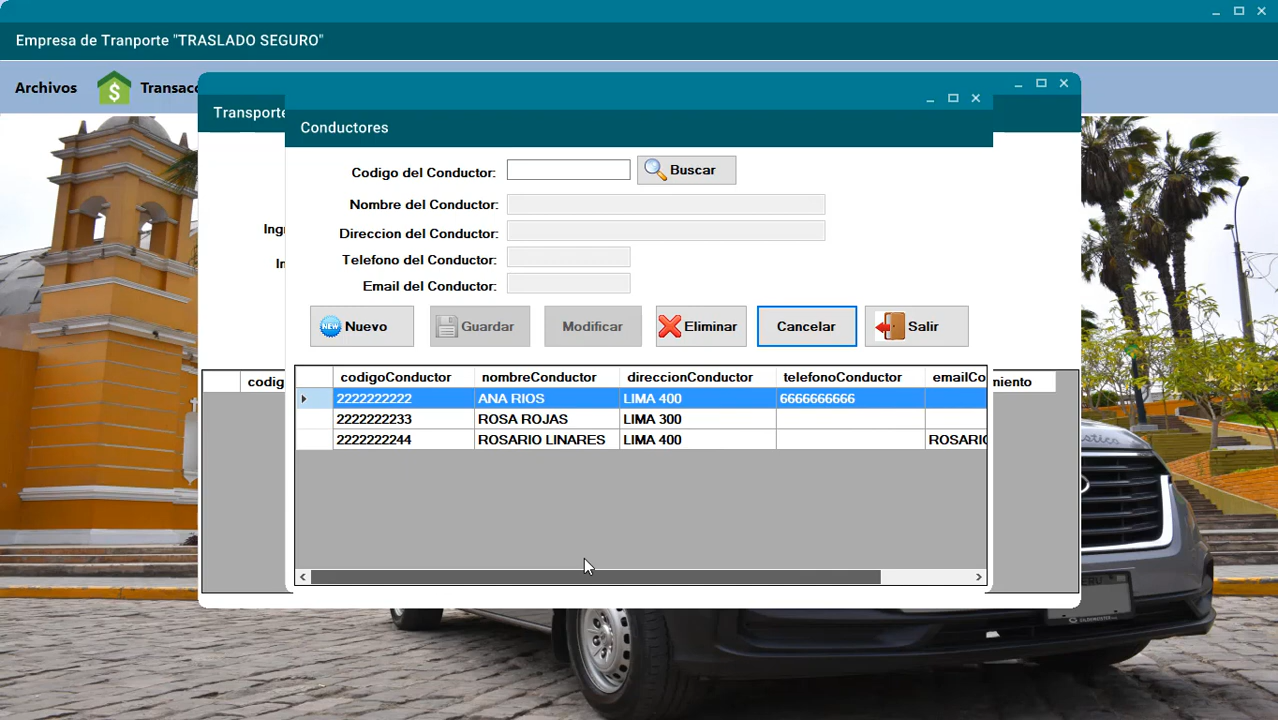 Empresa de Tranporte "TRASLADO SEGURO"
Archivos Transacc
Transporte
Conductores
Codigo del Conductor: Buscar
Nombre del Conductor:
Ingr
Direccion del Conductor:
In
Telefono del Conductor:
Email del Conductor:
NEW Nuevo Guardar Modificar Eliminar Cancelar Salir
codig codigoConductor nombreConductor direccionConductor telefonoConductor emailCo miento
2222222222 ANA RIOS LIMA 400 6666666666
2222222233 ROSA ROJAS LIMA 300
2222222244 ROSARIO LINARES LIMA 400 ROSARIO